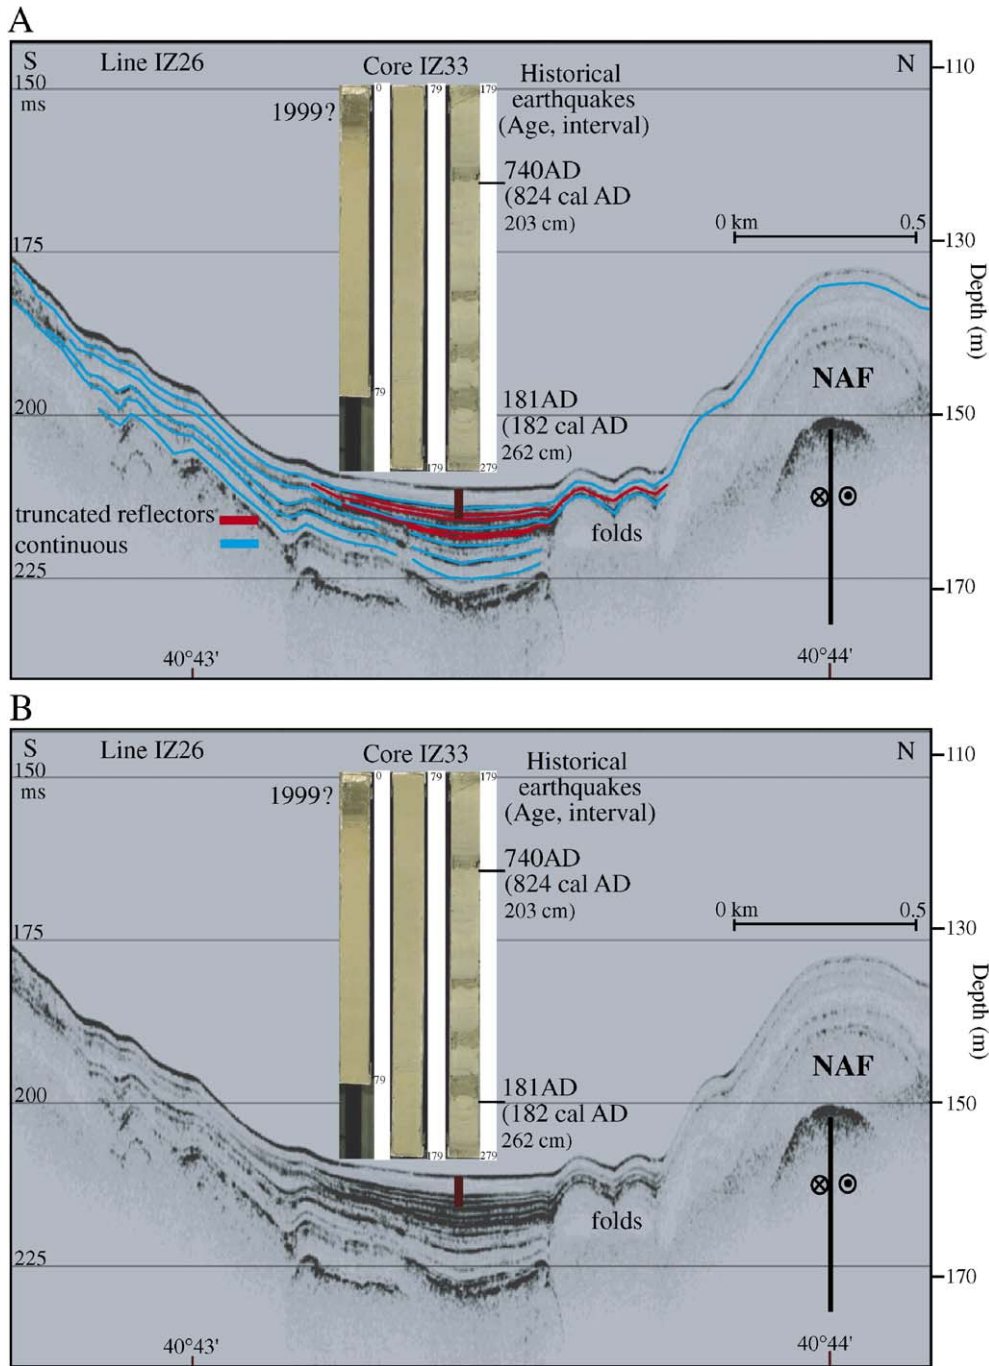 A
S
Line IZ26
Core IZ33
Historical
earthquakes
(Age, interval)
N
110
150
ms
1999?
0
79
179
740AD
(824 cal AD
203 cm)
0 km
0.5
130
175
Depth (m)
NAF
79
181AD
(182 cal AD
262 cm)
200
150
179
279
truncated reflectors
continuous
folds
225
170
40°43'
40°44'
B
S
Line IZ26
Core IZ33
Historical
earthquakes
(Age, interval)
N
110
150
ms
1999?
0
79
179
740AD
(824 cal AD
203 cm)
0 km
0.5
130
175
Depth (m)
NAF
79
181AD
(182 cal AD
262 cm)
200
150
179
279
folds
225
170
40°43'
40°44'